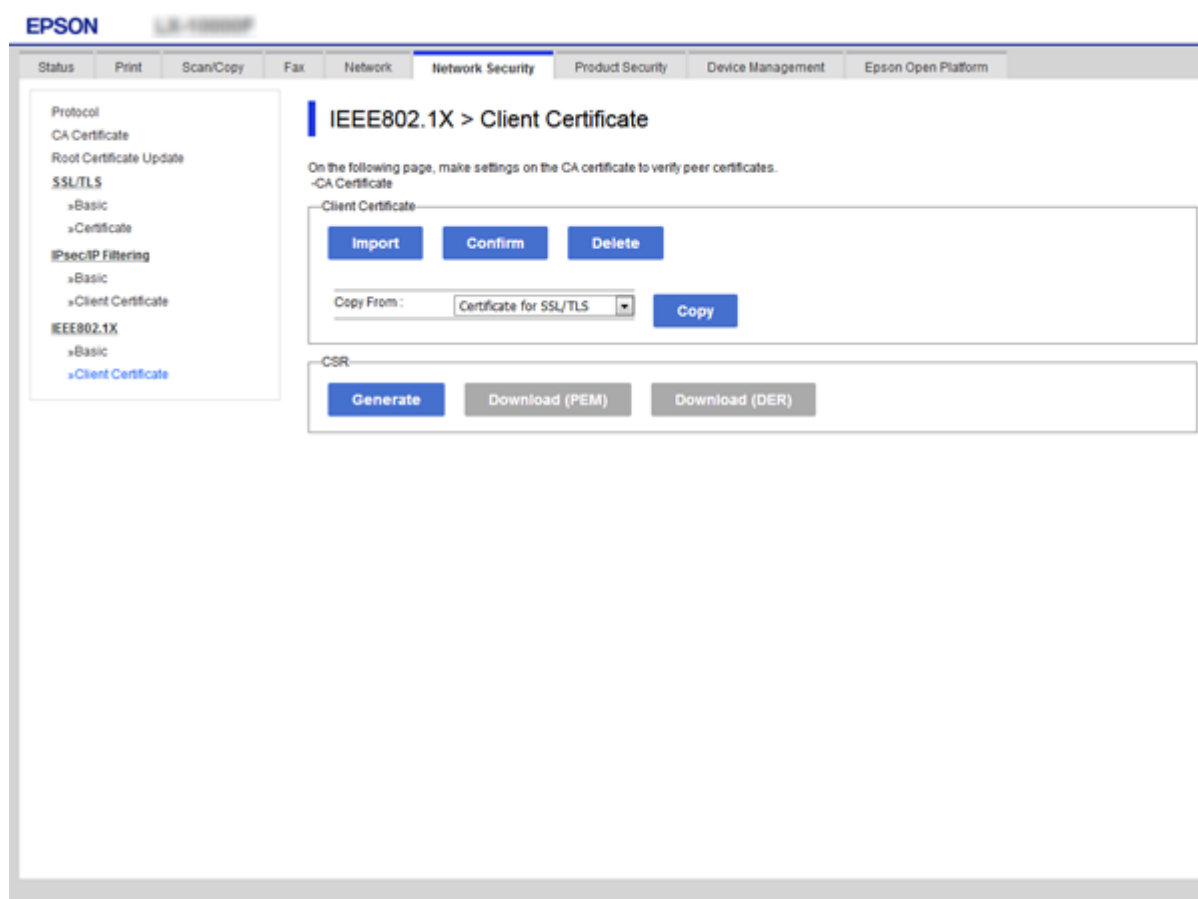 EPSON
Status Print Scan/Copy Fax Network Network Security Product Security Device Management Epson Open Platform
Protocol
CA Certificate
Root Certificate Update
SSL/TLS
»Basic
»Certificate
IPsec/IP Filtering
»Basic
»Client Certificate
IEEE802.1X
»Basic
»Client Certificate
IEEE802.1X > Client Certificate
On the following page, make settings on the CA certificate to verify peer certificates.
-CA Certificate
Client Certificate
Import Confirm Delete
Copy From : Certificate for SSL/TLS Copy
CSR
Generate Download (PEM) Download (DER)